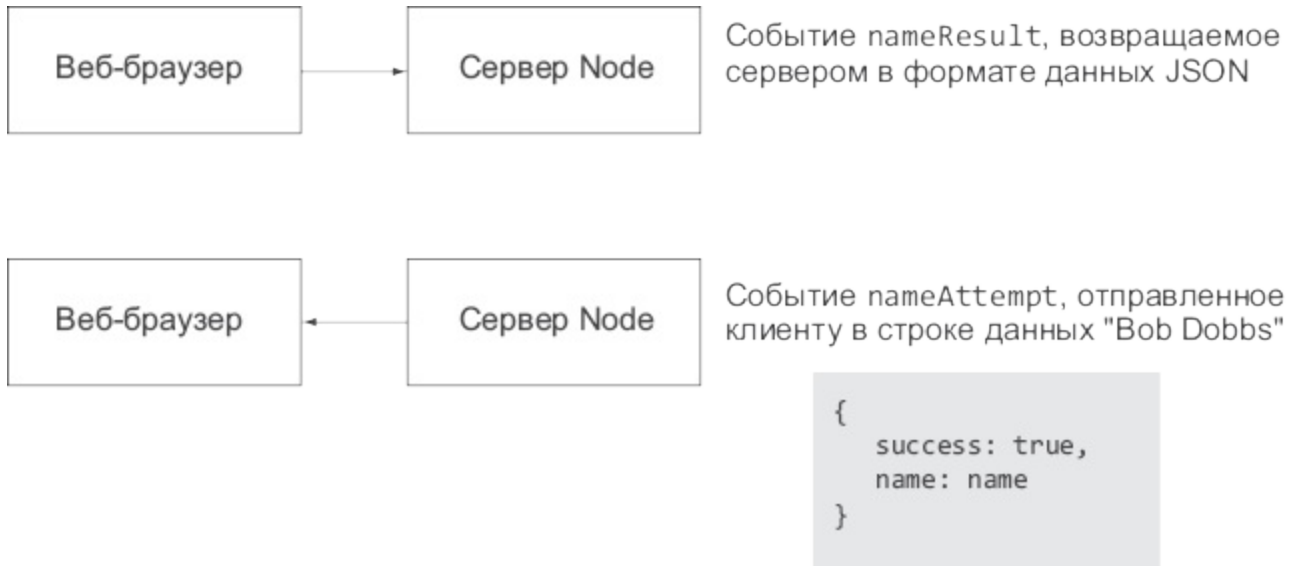 Веб-браузер
Сервер Node
Событие nameResult, возвращаемое
сервером в формате данных JSON
Веб-браузер
Сервер Node
Событие nameAttempt, отправленное
клиенту в строке данных "Bob Dobbs"
{
success: true,
name: name
}